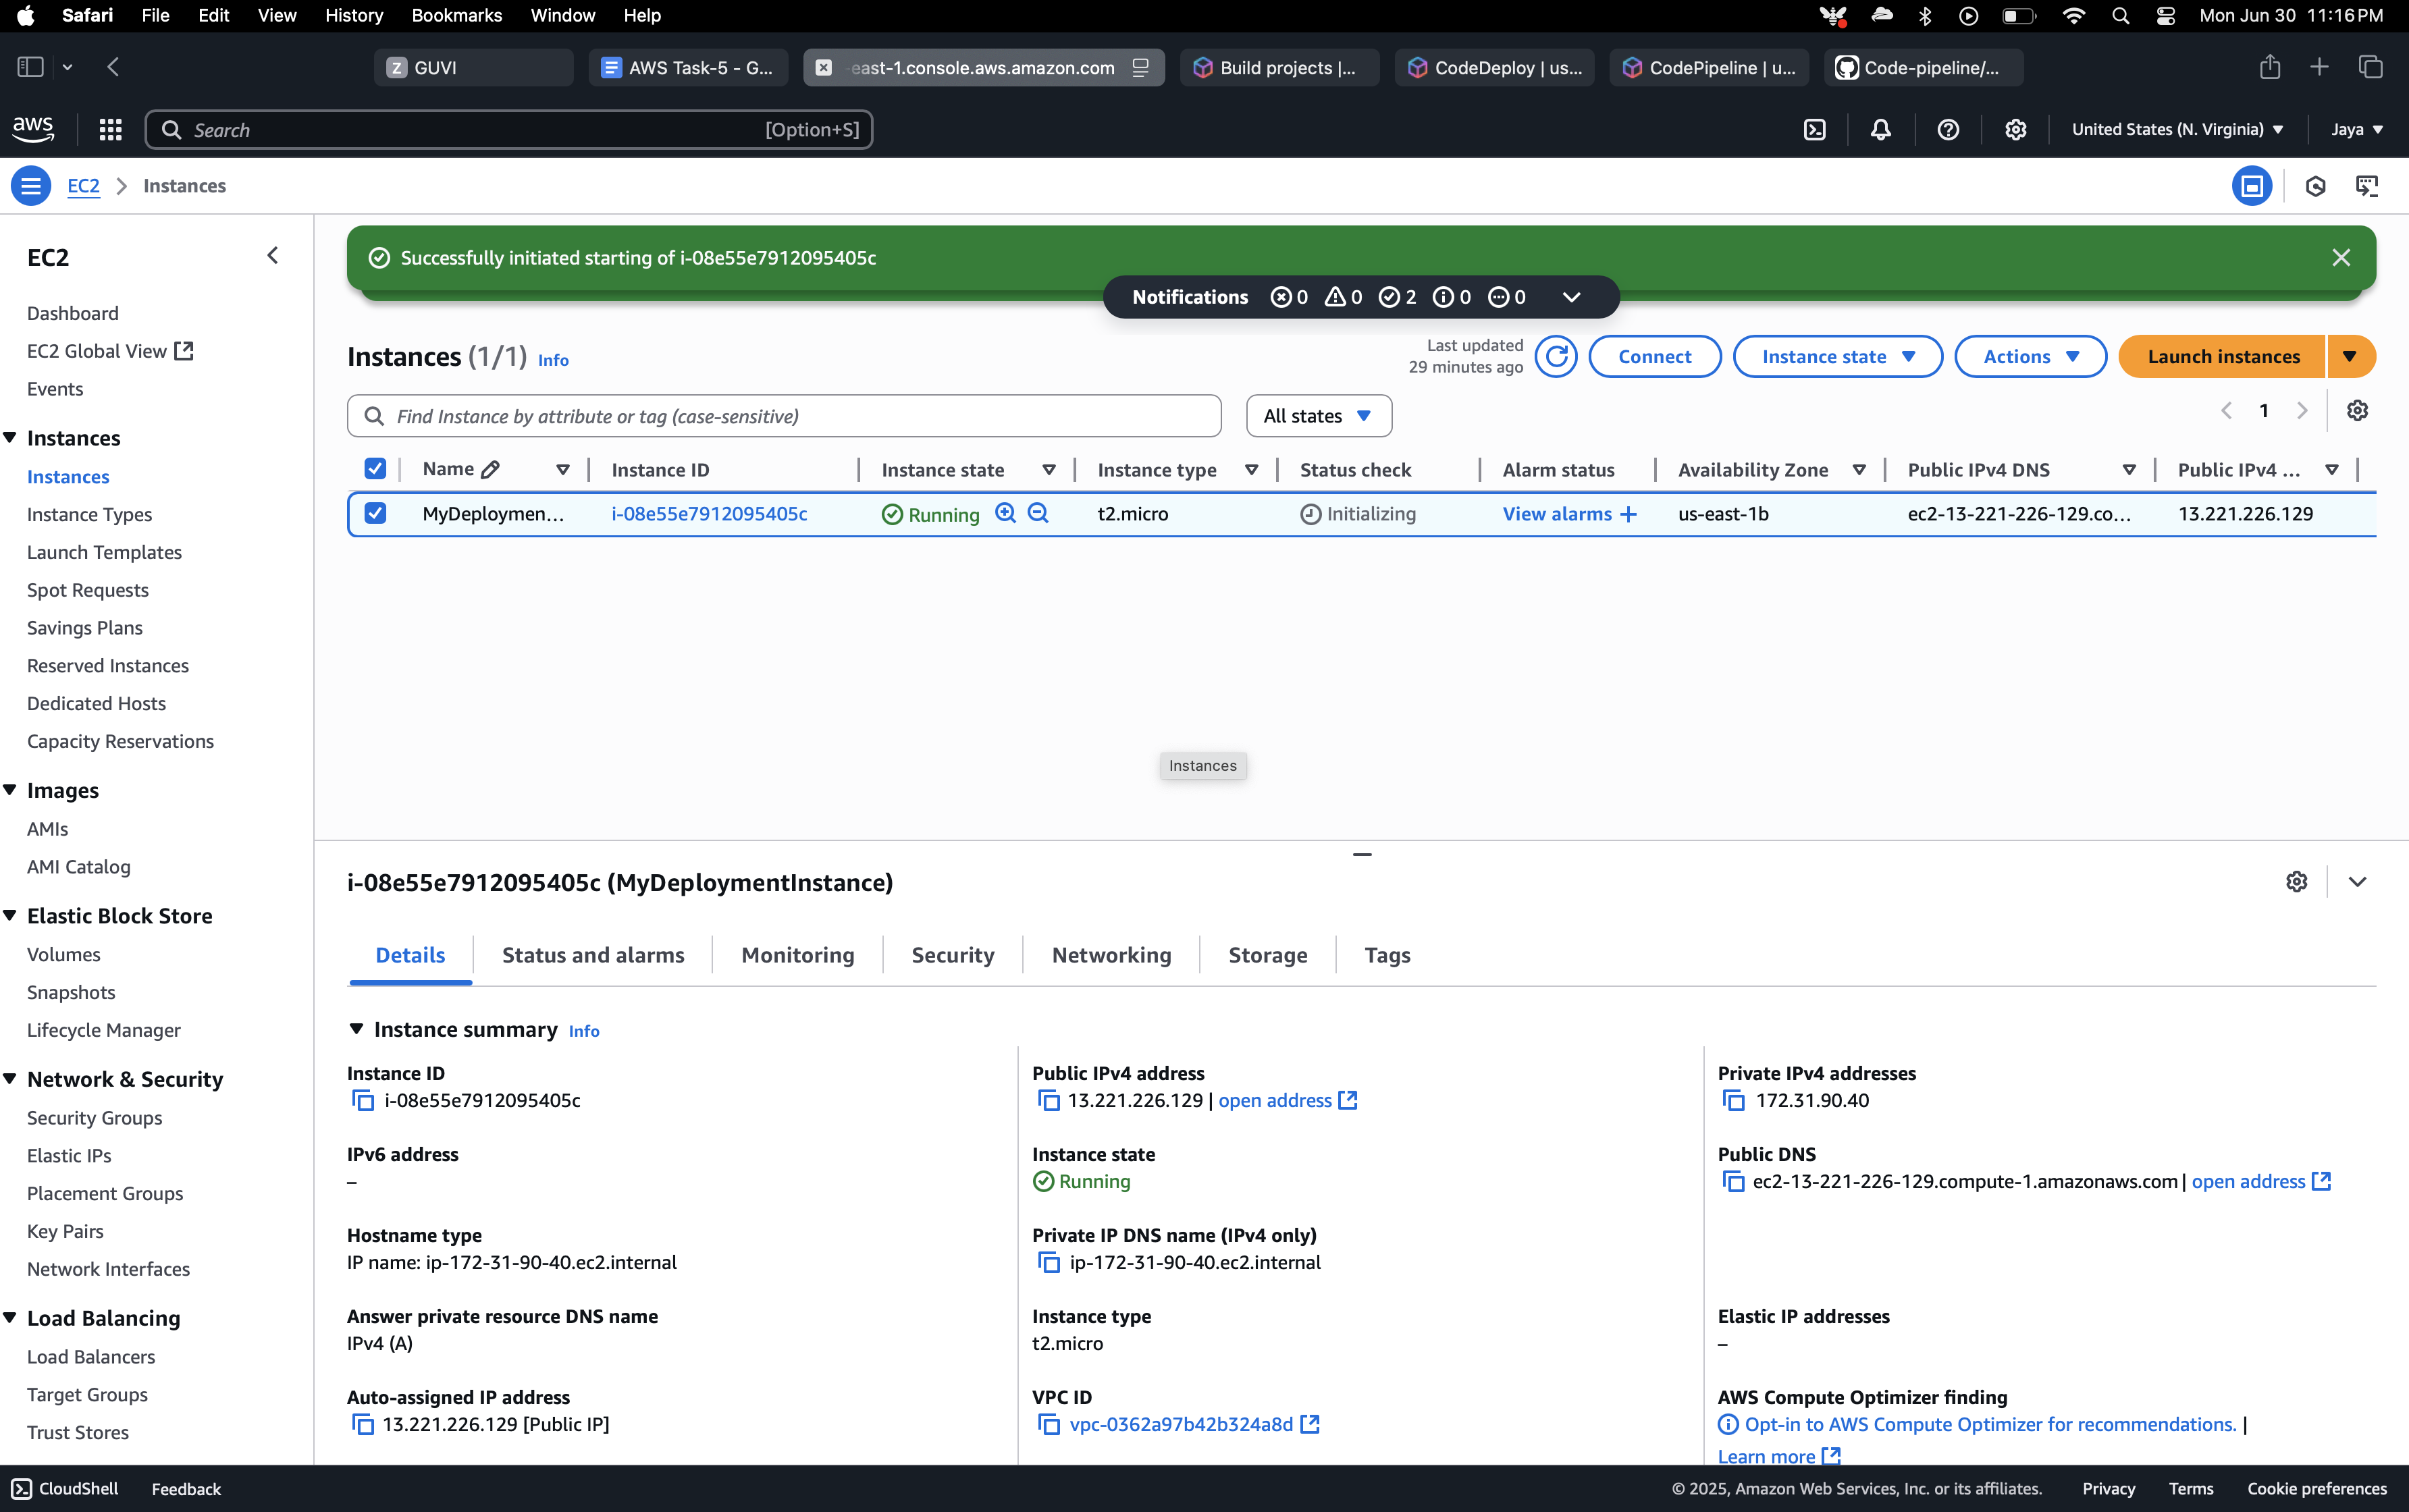 Safari File Edit View History Bookmarks Window Help Mon Jun 30 11:16 PM
Z GUVI
AWS Task-5 - G...
east-1.console.aws.amazon.com
Build projects |...
CodeDeploy | us...
CodePipeline | u...
Code-pipeline/...
aws Search [Option+S] United States (N. Virginia) Jaya
EC2 Instances
EC2
Dashboard
EC2 Global View
Events
Instances
Instances
Instance Types
Launch Templates
Spot Requests
Savings Plans
Reserved Instances
Dedicated Hosts
Capacity Reservations
Images
AMIs
AMI Catalog
Elastic Block Store
Volumes
Snapshots
Lifecycle Manager
Network & Security
Security Groups
Elastic IPs
Placement Groups
Key Pairs
Network Interfaces
Load Balancing
Load Balancers
Target Groups
Trust Stores
Successfully initiated starting of i-08e55e7912095405c
Notifications 0 0 2 0 0
Instances (1/1) Info
Last updated
29 minutes ago
Connect Instance state Actions Launch instances
Find Instance by attribute or tag (case-sensitive) All states 1
Name Instance ID Instance state Instance type Status check Alarm status Availability Zone Public IPv4 DNS Public IPv4 ...
MyDeploymen... i-08e55e7912095405c Running t2.micro Initializing View alarms + us-east-1b ec2-13-221-226-129.co... 13.221.226.129
Instances
i-08e55e7912095405c (MyDeploymentInstance)
Details Status and alarms Monitoring Security Networking Storage Tags
Instance summary Info
Instance ID
i-08e55e7912095405c
IPv6 address
–
Hostname type
IP name: ip-172-31-90-40.ec2.internal
Answer private resource DNS name
IPv4 (A)
Auto-assigned IP address
13.221.226.129 [Public IP]
Public IPv4 address
13.221.226.129 | open address
Instance state
Running
Private IP DNS name (IPv4 only)
ip-172-31-90-40.ec2.internal
Instance type
t2.micro
VPC ID
vpc-0362a97b42b324a8d
Private IPv4 addresses
172.31.90.40
Public DNS
ec2-13-221-226-129.compute-1.amazonaws.com | open address
Elastic IP addresses
–
AWS Compute Optimizer finding
Opt-in to AWS Compute Optimizer for recommendations. |
Learn more
CloudShell Feedback © 2025, Amazon Web Services, Inc. or its affiliates. Privacy Terms Cookie preferences